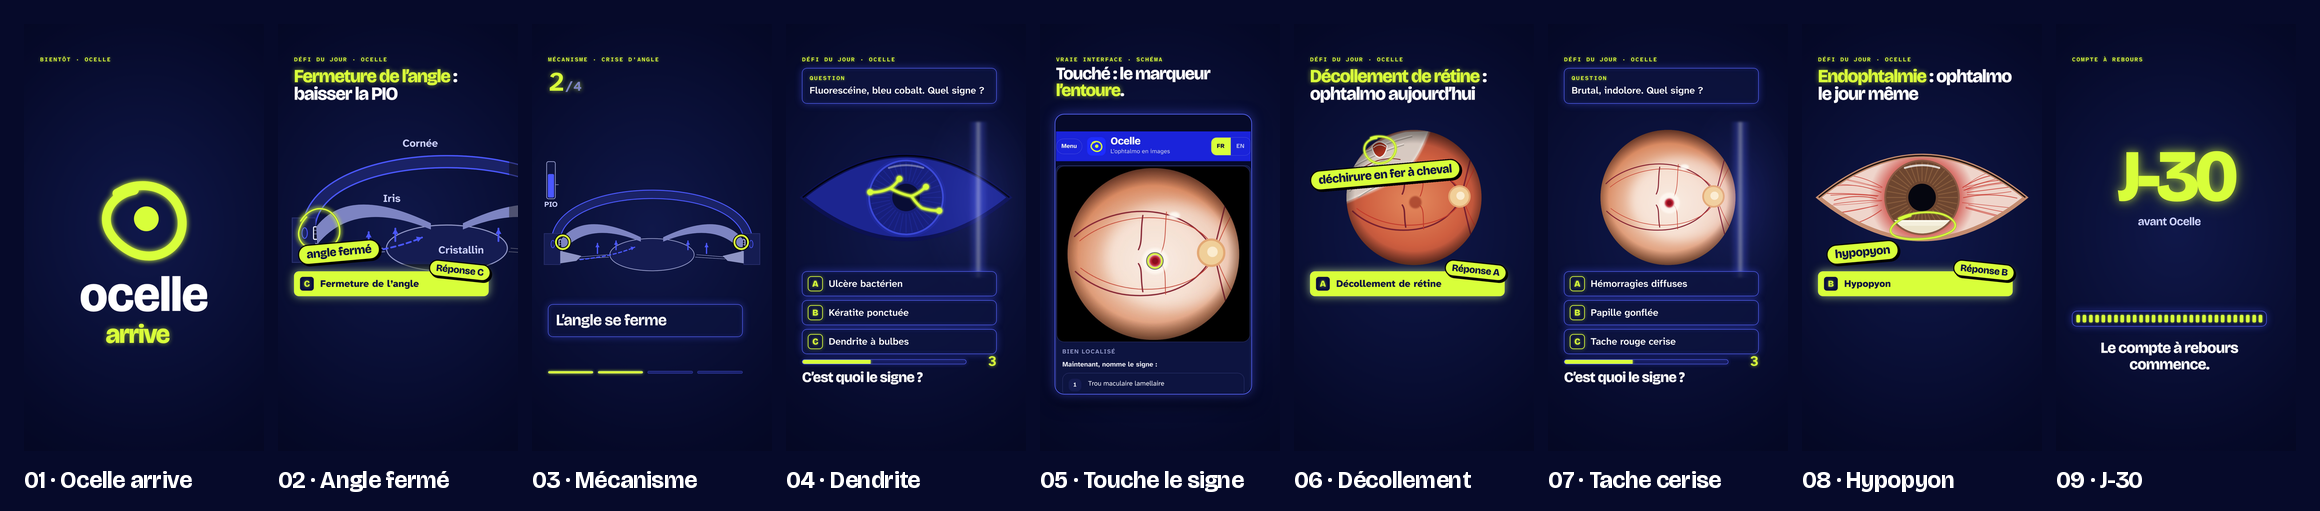 BIENTÔT · OCELLE
ocelle
arrive
01 · Ocelle arrive
DÉFI DU JOUR · OCELLE
Fermeture de l'angle :
baisser la PIO
Cornée
Iris
angle fermé
Cristallin
Réponse C
C Fermeture de l'angle
02 · Angle fermé
MÉCANISME · CRISE D'ANGLE
2/4
PIO
L'angle se ferme
03 · Mécanisme
DÉFI DU JOUR · OCELLE
QUESTION
Fluorescéine, bleu cobalt. Quel signe ?
A Ulcère bactérien
B Kératite ponctuée
C Dendrite à bulbes
3
C'est quoi le signe ?
04 · Dendrite
VRAIE INTERFACE · SCHÉMA
Touché : le marqueur
l'entoure.
Menu
Ocelle
L'ophtalmo en images
FR EN
BIEN LOCALISÉ
Maintenant, nomme le signe :
1 Trou maculaire lamellaire
05 · Touche le signe
DÉFI DU JOUR · OCELLE
Décollement de rétine :
ophtalmo aujourd'hui
déchirure en fer à cheval
Réponse A
A Décollement de rétine
06 · Décollement
DÉFI DU JOUR · OCELLE
QUESTION
Brutal, indolore. Quel signe ?
A Hémorragies diffuses
B Papille gonflée
C Tache rouge cerise
3
C'est quoi le signe ?
07 · Tache cerise
DÉFI DU JOUR · OCELLE
Endophtalmie : ophtalmo
le jour même
hypopyon
Réponse B
B Hypopyon
08 · Hypopyon
COMPTE À REBOURS
J-30
avant Ocelle
Le compte à rebours
commence.
09 · J-30